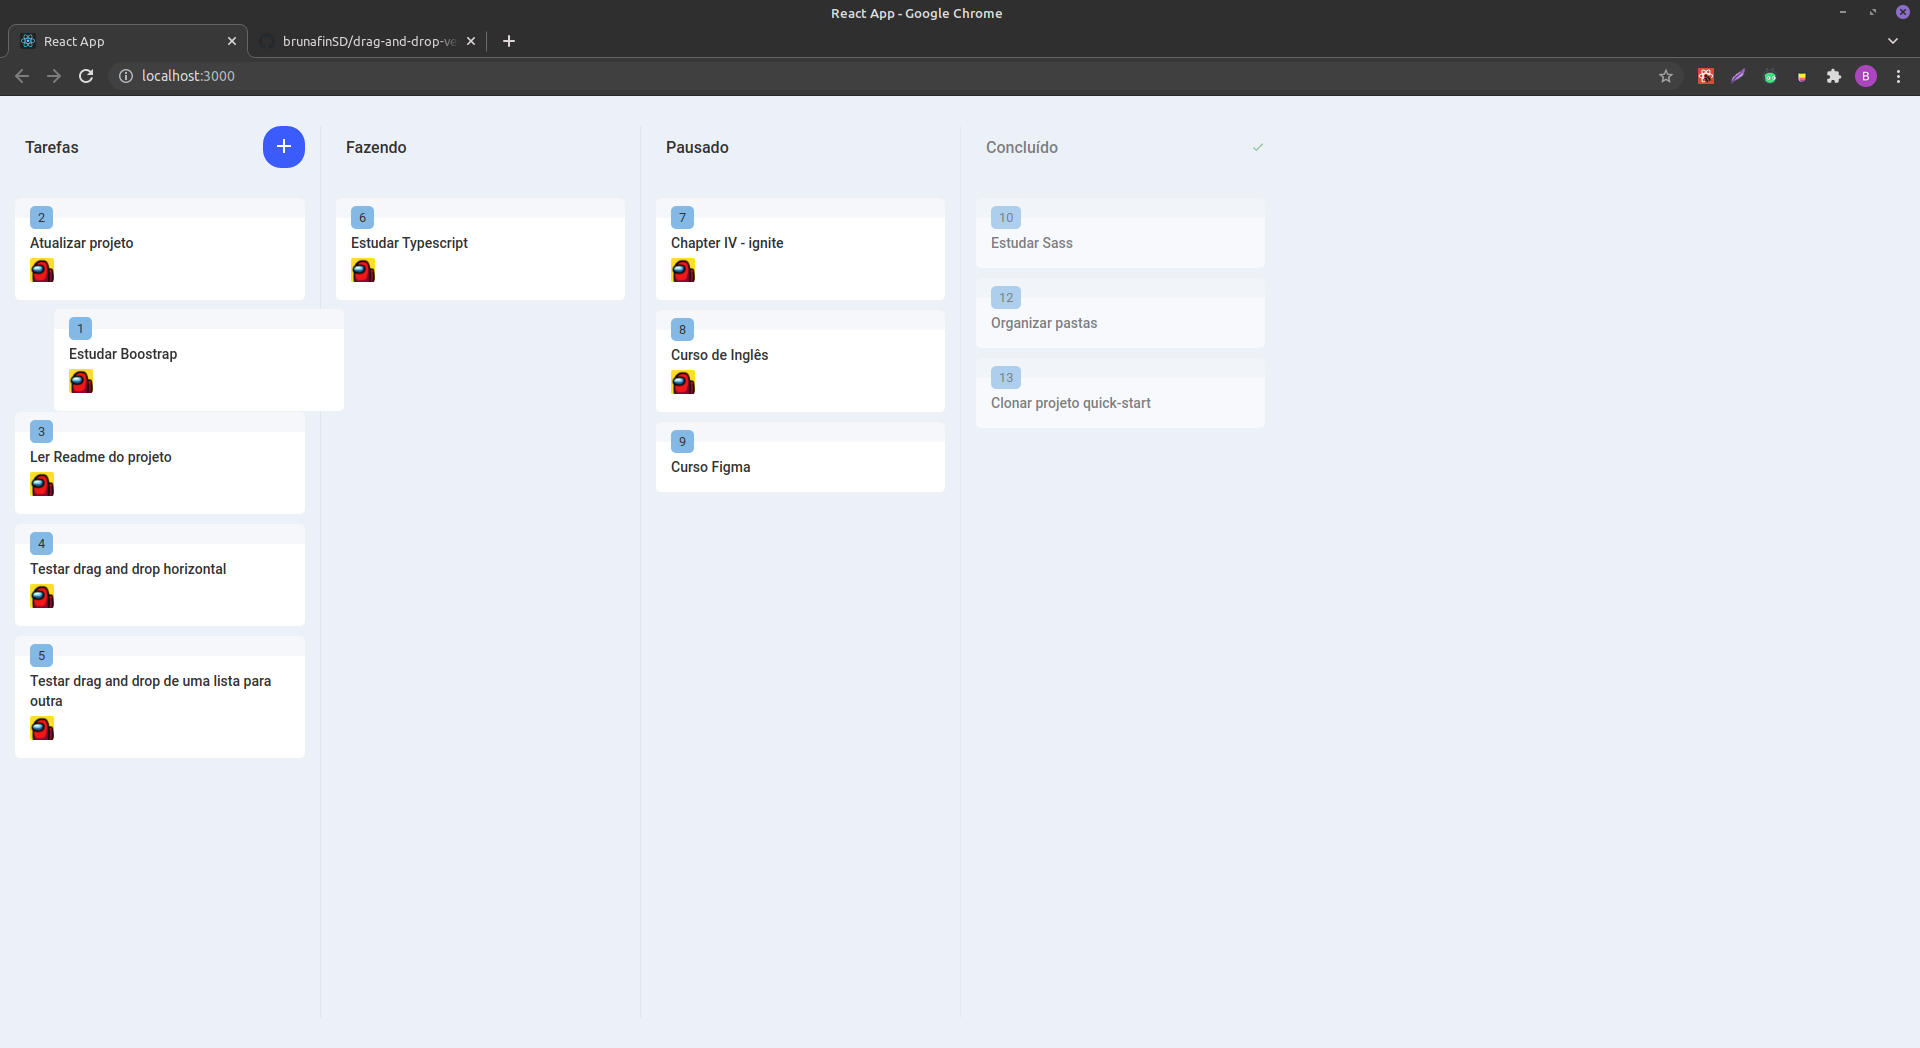 React App - Google Chrome
React App
brunafinSD/drag-and-drop-ve
localhost:3000
B
Tarefas
2
Atualizar projeto
1
Estudar Boostrap
3
Ler Readme do projeto
4
Testar drag and drop horizontal
5
Testar drag and drop de uma lista para
outra
Fazendo
6
Estudar Typescript
Pausado
7
Chapter IV - ignite
8
Curso de Inglês
9
Curso Figma
Concluído
10
Estudar Sass
12
Organizar pastas
13
Clonar projeto quick-start